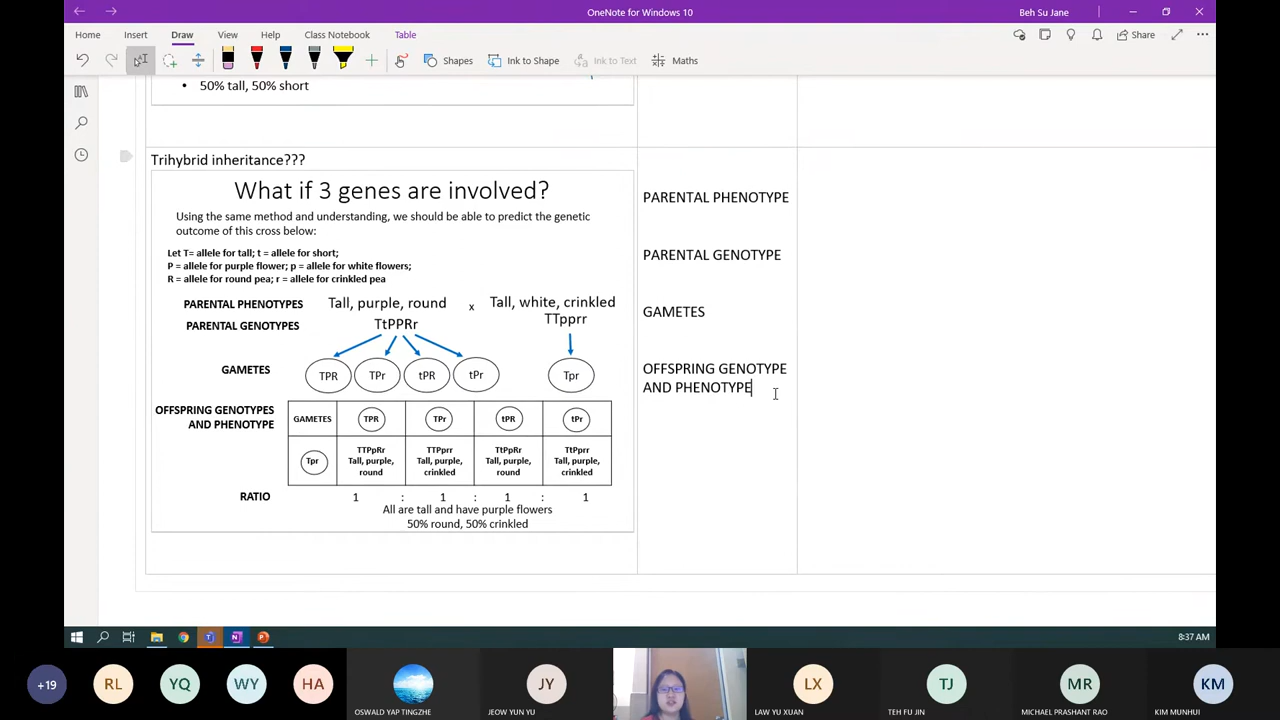 OneNote for Windows 10
Beh Su Jane
Home Insert Draw View Help Class Notebook Table
Share
Shapes Ink to Shape Ink to Text Maths
• 50% tall, 50% short
Trihybrid inheritance???
What if 3 genes are involved?
Using the same method and understanding, we should be able to predict the genetic
outcome of this cross below:
Let T= allele for tall; t = allele for short;
P = allele for purple flower; p = allele for white flowers;
R = allele for round pea; r = allele for crinkled pea
PARENTAL PHENOTYPES Tall, purple, round x Tall, white, crinkled
PARENTAL GENOTYPES TtPPRr TTpprr
GAMETES TPR TPr tPR tPr Tpr
OFFSPRING GENOTYPES
AND PHENOTYPE
GAMETES TPR TPr tPR tPr
Tpr
TTPpRr
Tall, purple,
round
TTPprr
Tall, purple,
crinkled
TtPpRr
Tall, purple,
round
TtPprr
Tall, purple,
crinkled
RATIO 1 : 1 : 1 : 1
All are tall and have purple flowers
50% round, 50% crinkled
PARENTAL PHENOTYPE
PARENTAL GENOTYPE
GAMETES
OFFSPRING GENOTYPE
AND PHENOTYPE
8:37 AM
+19 RL YQ WY HA JY LX TJ MR KM
OSWALD YAP TINGZHE JEOW YUN YU LAW YU XUAN TEH FU JIN MICHAEL PRASHANT RAO KIM MUNHUI